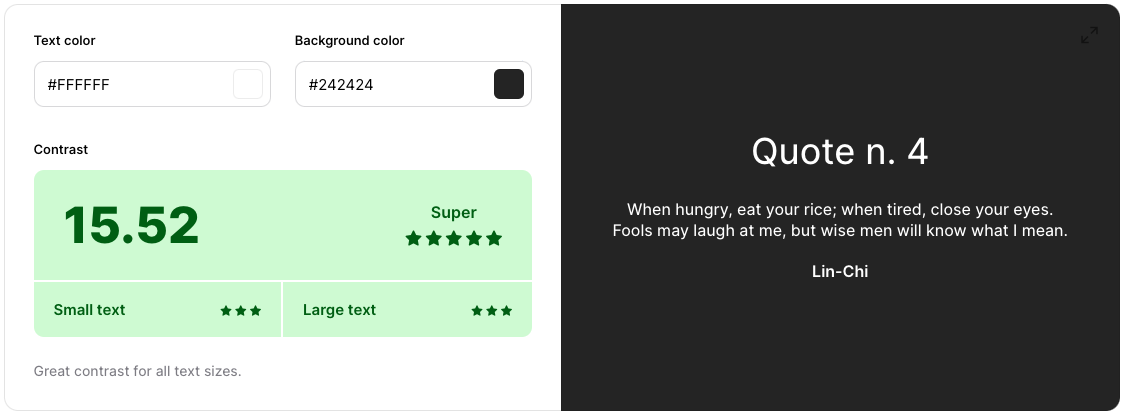 Text color
Background color
#FFFFFF
#242424
Contrast
15.52
Super
Small text
Large text
Great contrast for all text sizes.
Quote n. 4
When hungry, eat your rice; when tired, close your eyes.
Fools may laugh at me, but wise men will know what I mean.
Lin-Chi